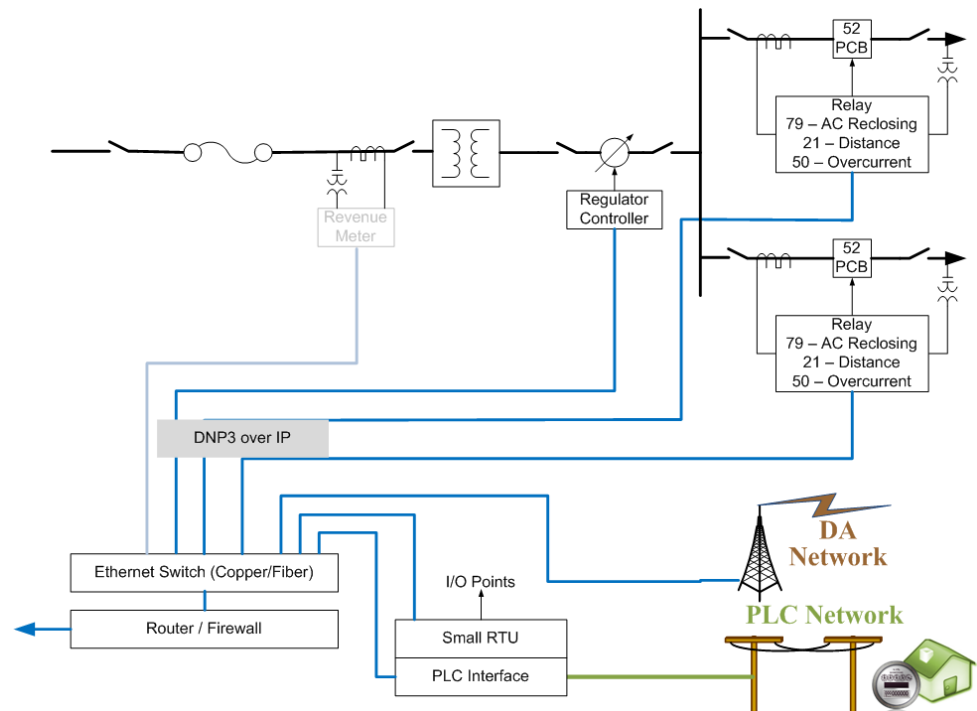 52
PCB
Relay
79 – AC Reclosing
21 – Distance
50 – Overcurrent
Revenue
Meter
Regulator
Controller
52
PCB
Relay
79 – AC Reclosing
21 – Distance
50 – Overcurrent
DNP3 over IP
DA
Network
Ethernet Switch (Copper/Fiber)
I/O Points
PLC Network
Router / Firewall
Small RTU
PLC Interface